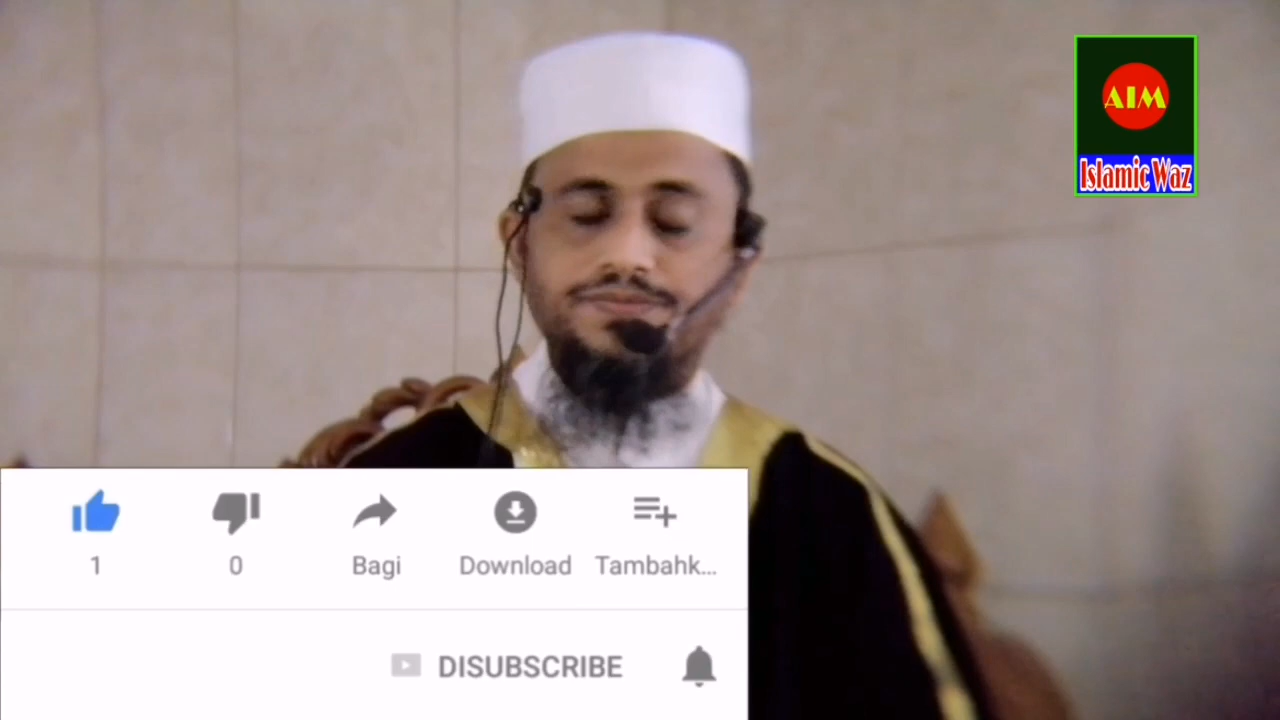 AIM
Islamic Waz
1
0
Bagi
Download
Tambahk...
DISUBSCRIBE